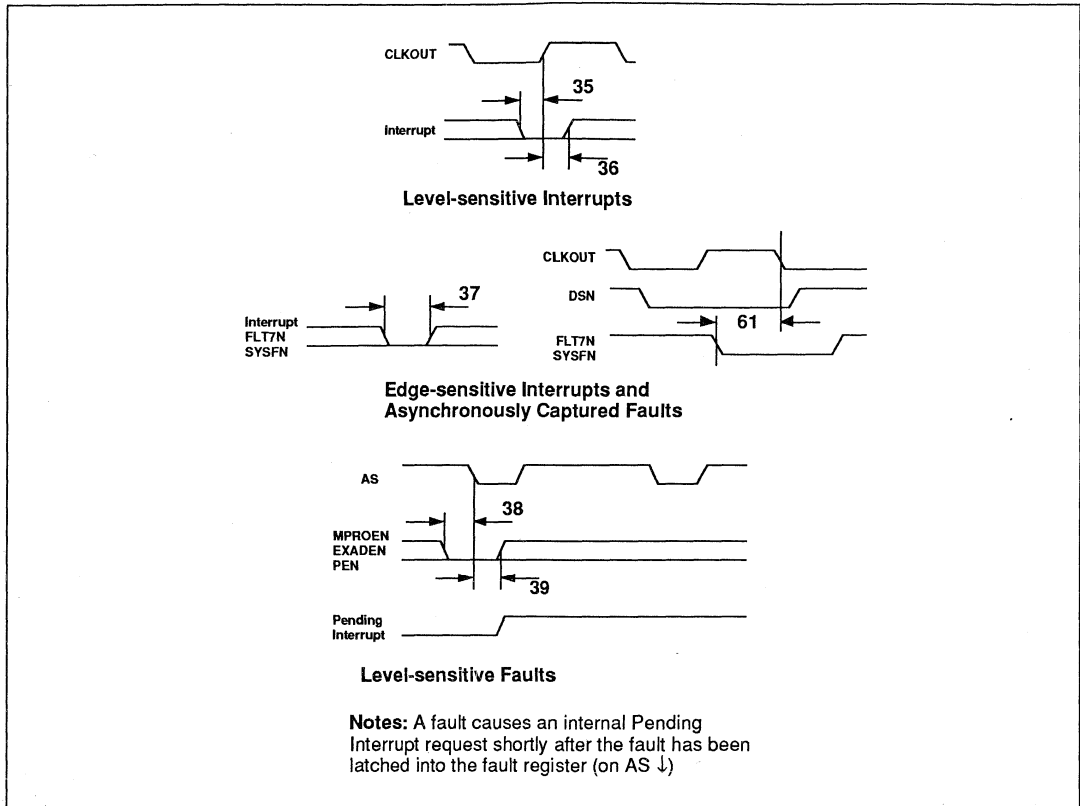 CLKOUT
35
Interrupt
36
Level-sensitive Interrupts
CLKOUT
37
DSN
Interrupt
FLT7N
SYSFN
61
FLT7N
SYSFN
Edge-sensitive Interrupts and
Asynchronously Captured Faults
AS
38
MPROEN
EXADEN
PEN
39
Pending
Interrupt
Level-sensitive Faults
Notes: A fault causes an internal Pending
Interrupt request shortly after the fault has been
latched into the fault register (on AS ↓)